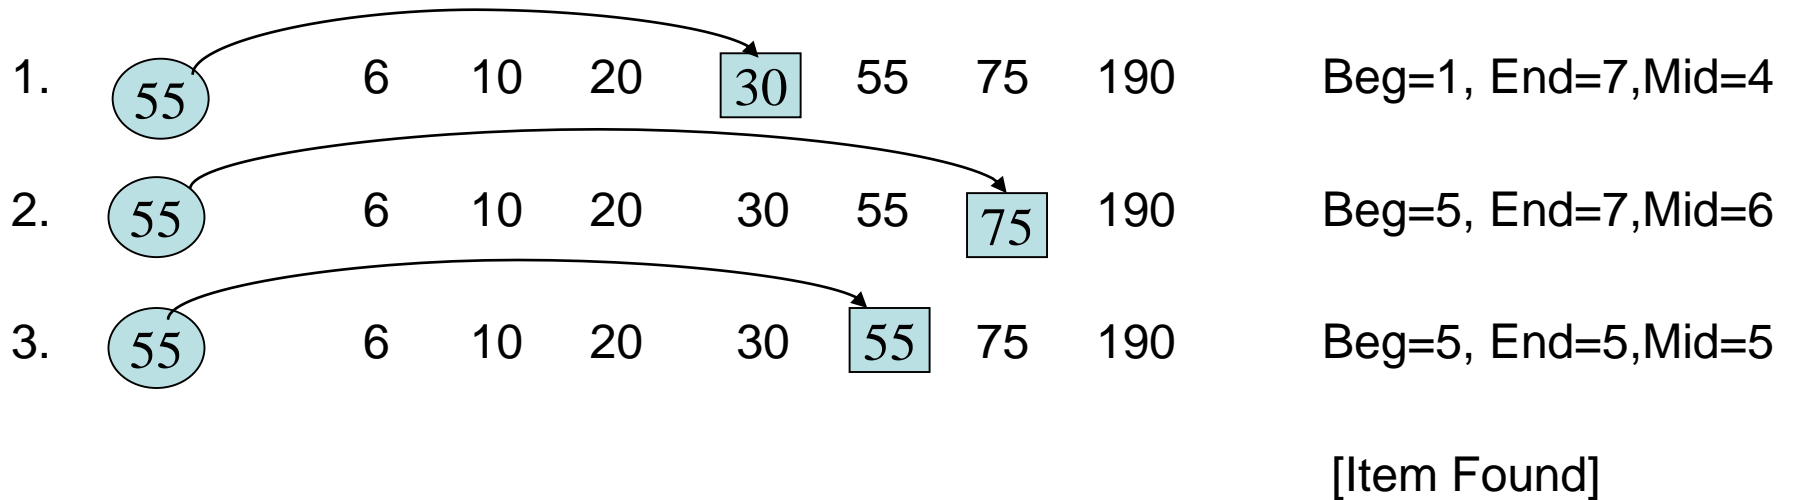 1. 55 6 10 20 30 55 75 190 Beg=1, End=7,Mid=4
2. 55 6 10 20 30 55 75 190 Beg=5, End=7,Mid=6
3. 55 6 10 20 30 55 75 190 Beg=5, End=5,Mid=5
[Item Found]